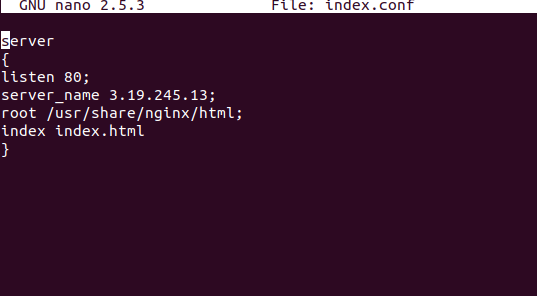 GNU nano 2.5.3 File: index.conf
server
{
listen 80;
server_name 3.19.245.13;
root /usr/share/nginx/html;
index index.html
}